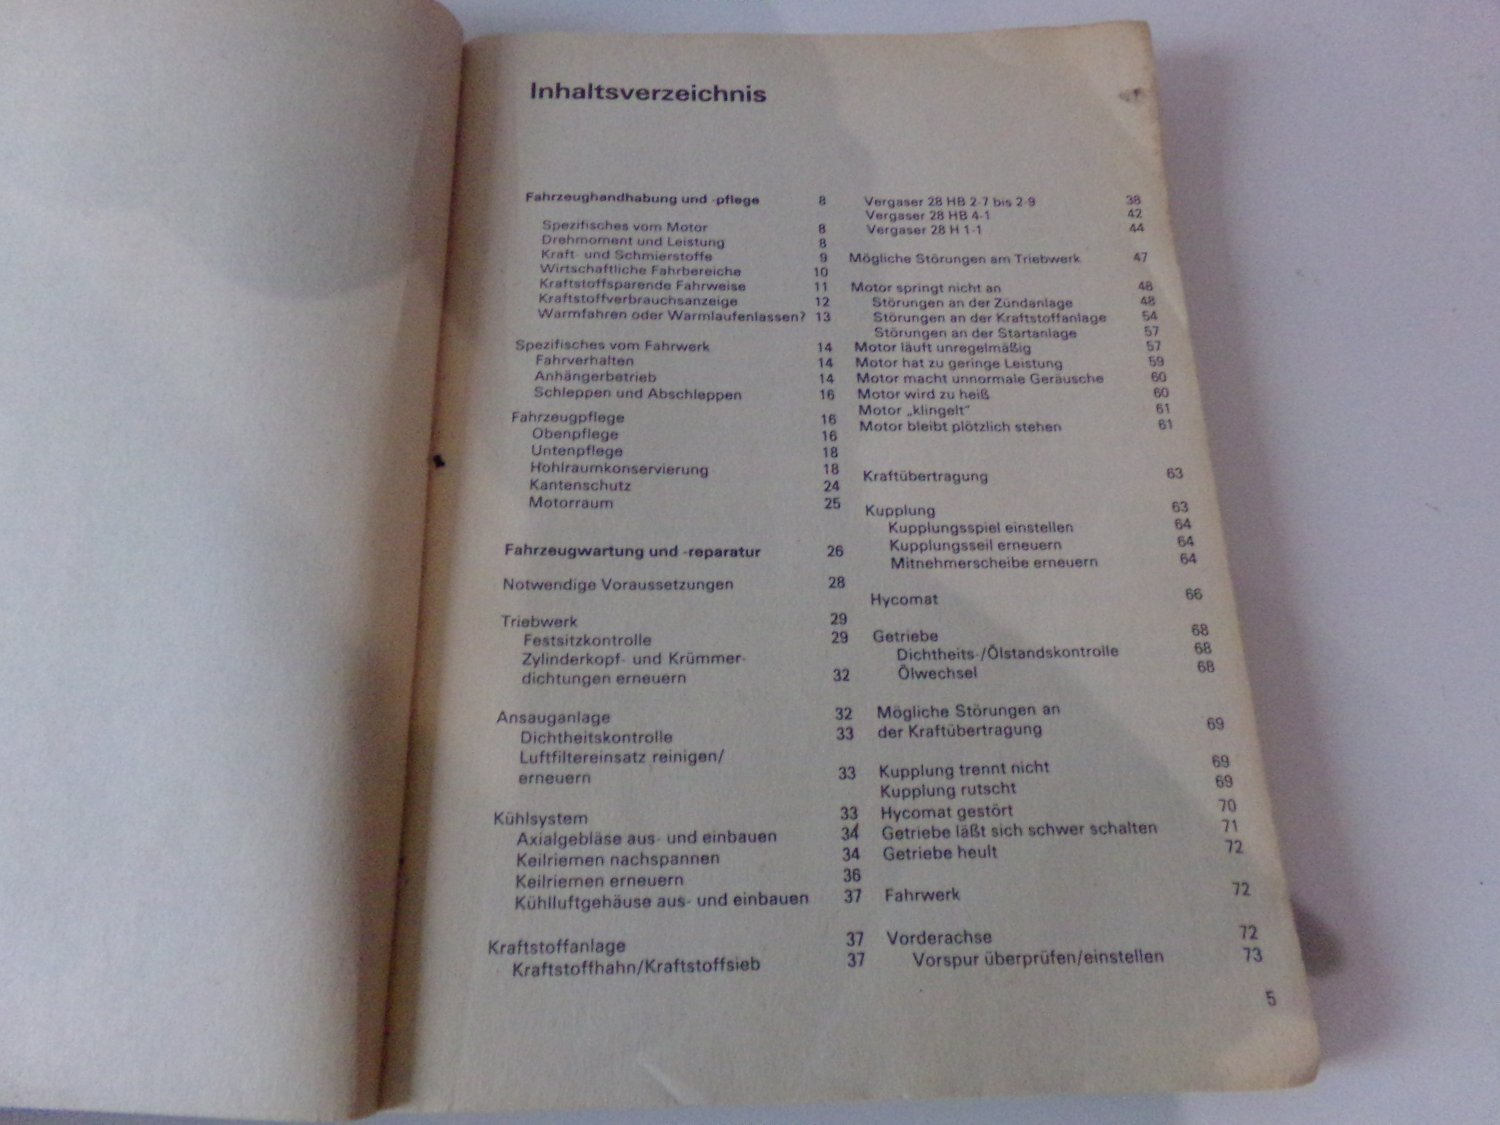 Inhaltsverzeichnis
Fahrzeughandhabung und -pflege 8
Spezifisches vom Motor 8
Drehmoment und Leistung 8
Kraft- und Schmierstoffe 9
Wirtschaftliche Fahrbereiche 10
Kraftstoffsparende Fahrweise 11
Kraftstoffverbrauchsanzeige 12
Warmfahren oder Warmlaufenlassen? 13
Spezifisches vom Fahrwerk 14
Fahrverhalten 14
Anhängerbetrieb 14
Schleppen und Abschleppen 16
Fahrzeugpflege 16
Obenpflege 16
Untenpflege 18
Hohlraumkonservierung 18
Kantenschutz 24
Motorraum 25
Fahrzeugwartung und -reparatur 26
Notwendige Voraussetzungen 28
Triebwerk 29
Festsitzkontrolle 29
Zylinderkopf- und Krümmer-
dichtungen erneuern 32
Ansauganlage 32
Dichtheitskontrolle 33
Luftfiltereinsatz reinigen/
erneuern 33
Kühlsystem 33
Axialgebläse aus- und einbauen 34
Keilriemen nachspannen 34
Keilriemen erneuern 36
Kühlluftgehäuse aus- und einbauen 37
Kraftstoffanlage 37
Kraftstoffhahn/Kraftstoffsieb 37
Vergaser 28 HB 2-7 bis 2-9 38
Vergaser 28 HB 4-1 42
Vergaser 28 H 1-1 44
Mögliche Störungen am Triebwerk 47
Motor springt nicht an 48
Störungen an der Zündanlage 48
Störungen an der Kraftstoffanlage 54
Störungen an der Startanlage 57
Motor läuft unregelmäßig 57
Motor hat zu geringe Leistung 59
Motor macht unnormale Geräusche 60
Motor wird zu heiß 60
Motor „klingelt" 61
Motor bleibt plötzlich stehen 61
Kraftübertragung 63
Kupplung 63
Kupplungsspiel einstellen 64
Kupplungsseil erneuern 64
Mitnehmerscheibe erneuern 64
Hycomat 66
Getriebe 68
Dichtheits-/Ölstandskontrolle 68
Ölwechsel 68
Mögliche Störungen an
der Kraftübertragung 69
Kupplung trennt nicht 69
Kupplung rutscht 69
Hycomat gestört 70
Getriebe läßt sich schwer schalten 71
Getriebe heult 72
Fahrwerk 72
Vorderachse 72
Vorspur überprüfen/einstellen 73
5